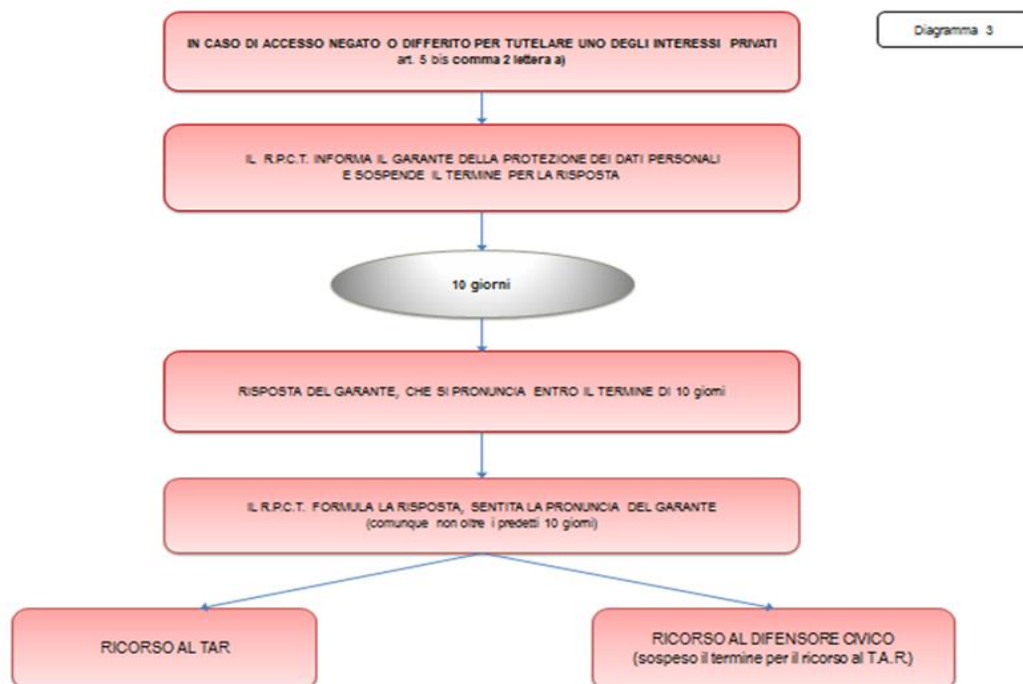 Diagramma 3
IN CASO DI ACCESSO NEGATO O DIFFERITO PER TUTELARE UNO DEGLI INTERESSI PRIVATI
art. 5 bis comma 2 lettera a)
IL R.P.C.T. INFORMA IL GARANTE DELLA PROTEZIONE DEI DATI PERSONALI
E SOSPENDE IL TERMINE PER LA RISPOSTA
10 giorni
RISPOSTA DEL GARANTE, CHE SI PRONUNCIA ENTRO IL TERMINE DI 10 giorni
IL R.P.C.T. FORMULA LA RISPOSTA, SENTITA LA PRONUNCIA DEL GARANTE
(comunque non oltre i predetti 10 giorni)
RICORSO AL TAR
RICORSO AL DIFENSORE CIVICO
(sospeso il termine per il ricorso al T.A.R.)